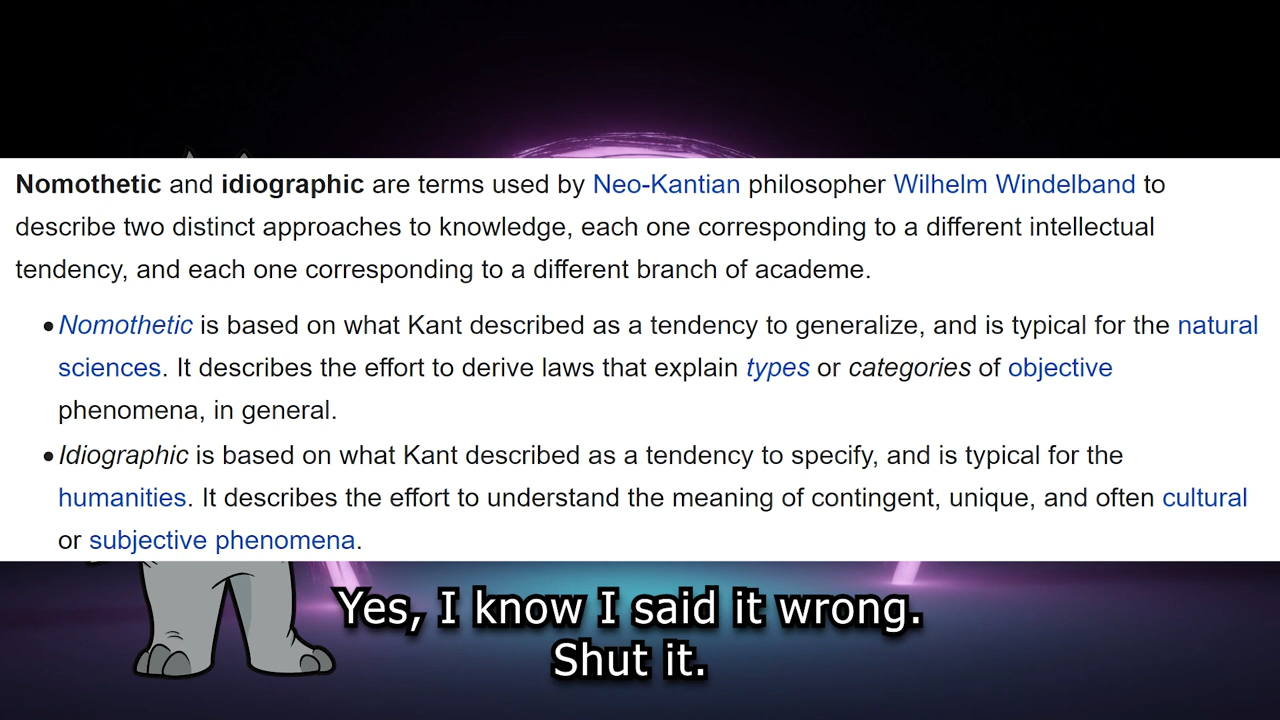 Nomothetic and idiographic are terms used by Neo-Kantian philosopher Wilhelm Windelband to
describe two distinct approaches to knowledge, each one corresponding to a different intellectual
tendency, and each one corresponding to a different branch of academe.
• Nomothetic is based on what Kant described as a tendency to generalize, and is typical for the natural
sciences. It describes the effort to derive laws that explain types or categories of objective
phenomena, in general.
• Idiographic is based on what Kant described as a tendency to specify, and is typical for the
humanities. It describes the effort to understand the meaning of contingent, unique, and often cultural
or subjective phenomena.
Yes, I know I said it wrong.
Shut it.